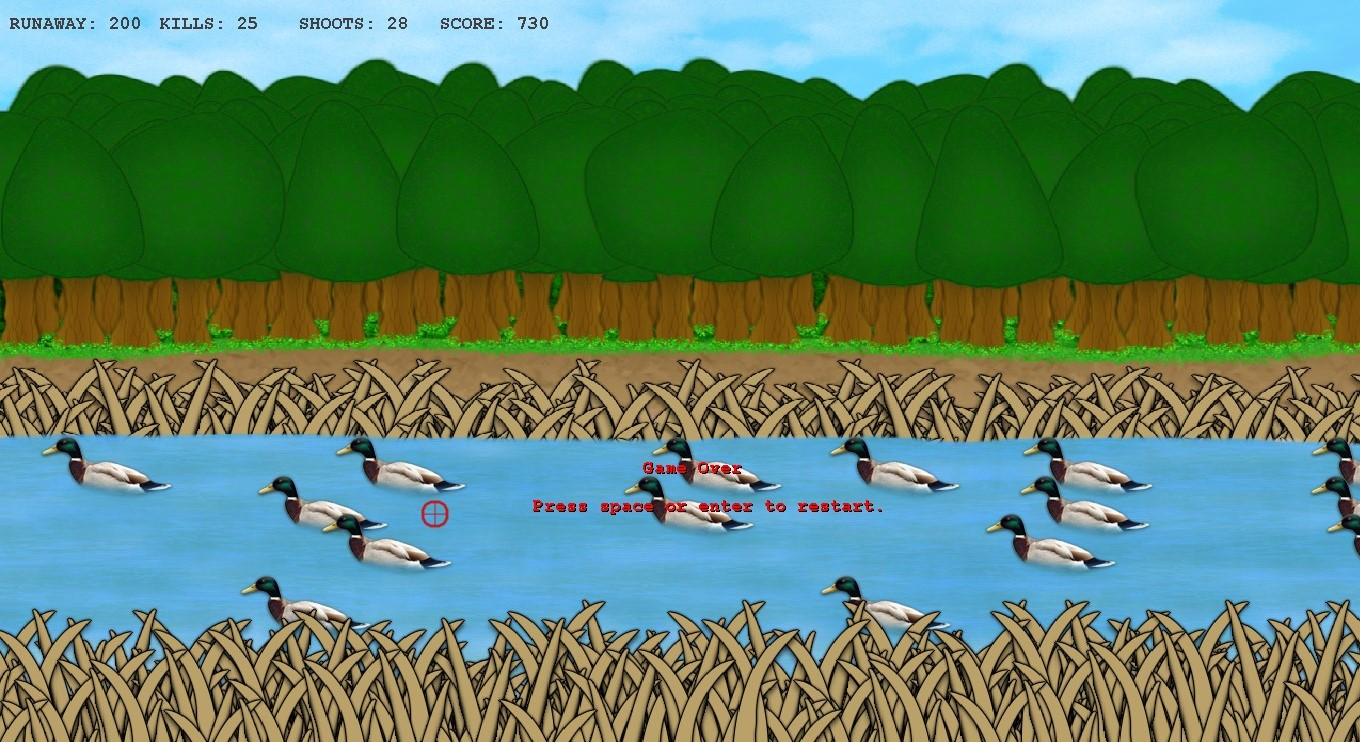 RUNAWAY: 200 KILLS: 25 SHOOTS: 28 SCORE: 730
Game Over
Press space or enter to restart.